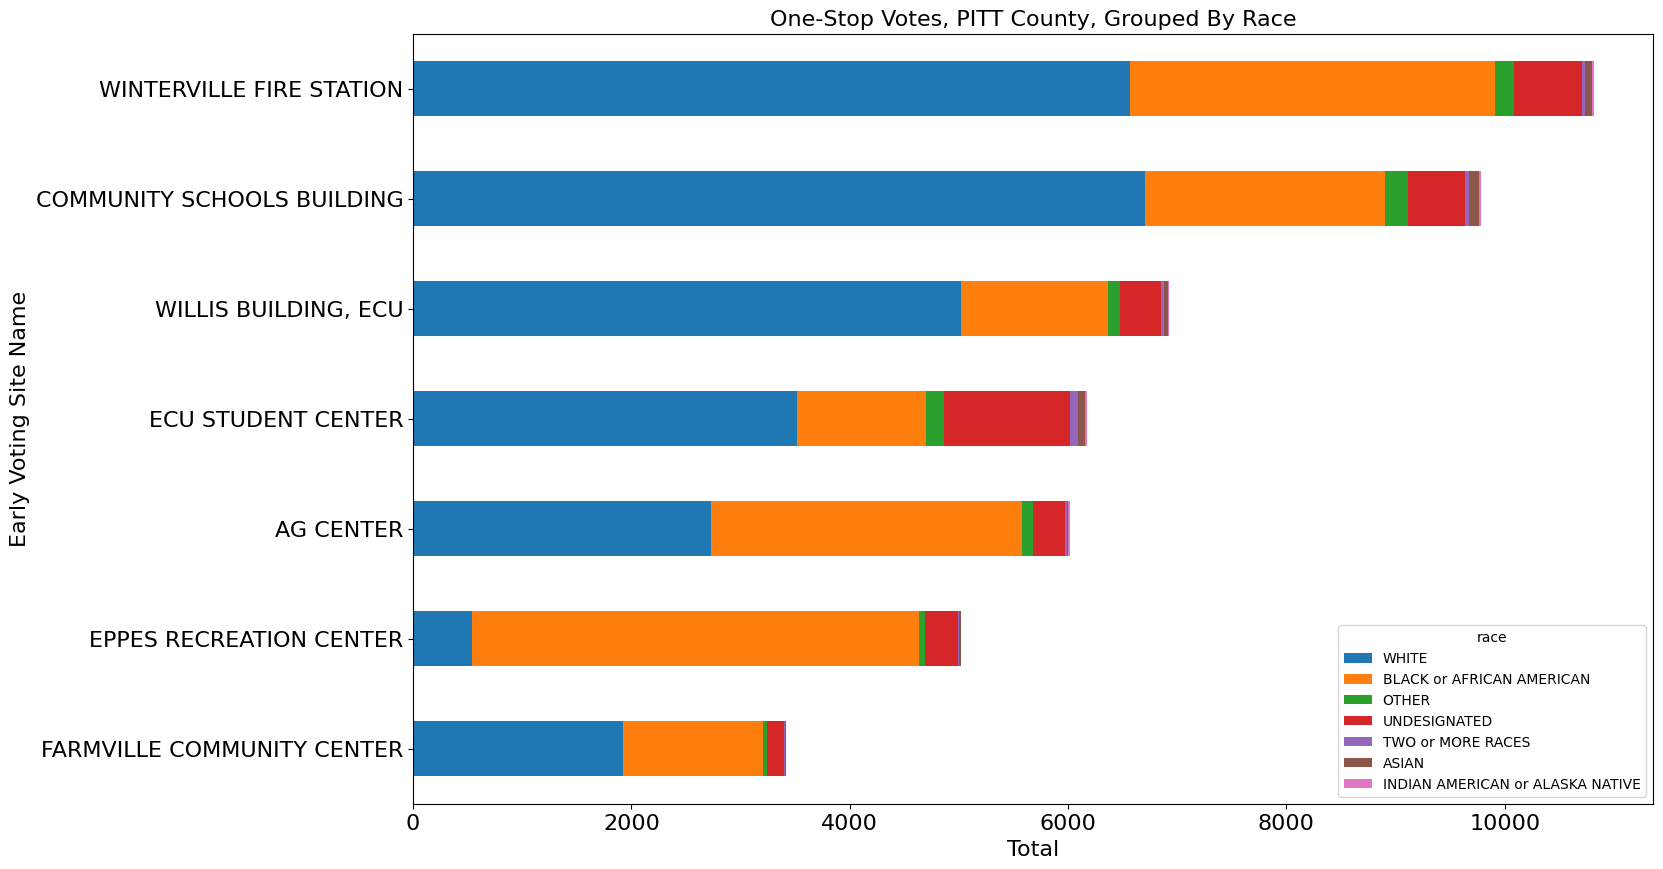 One-Stop Votes, PITT County, Grouped By Race
Early Voting Site Name
WINTERVILLE FIRE STATION
COMMUNITY SCHOOLS BUILDING
WILLIS BUILDING, ECU
ECU STUDENT CENTER
AG CENTER
EPPES RECREATION CENTER
FARMVILLE COMMUNITY CENTER
race
WHITE
BLACK or AFRICAN AMERICAN
OTHER
UNDESIGNATED
TWO or MORE RACES
ASIAN
INDIAN AMERICAN or ALASKA NATIVE
0 2000 4000 6000 8000 10000
Total